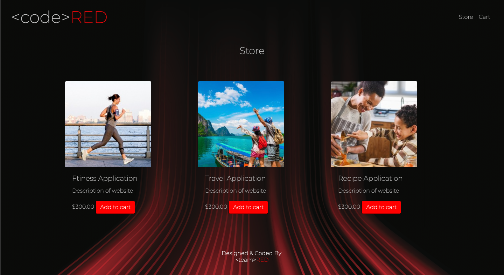 <code>RED
Store Cart
Store
Fitness Application
Description of website
$300.00 Add to cart
Travel Application
Description of website
$300.00 Add to cart
Recipe Application
Description of website
$300.00 Add to cart
Designed & Coded By